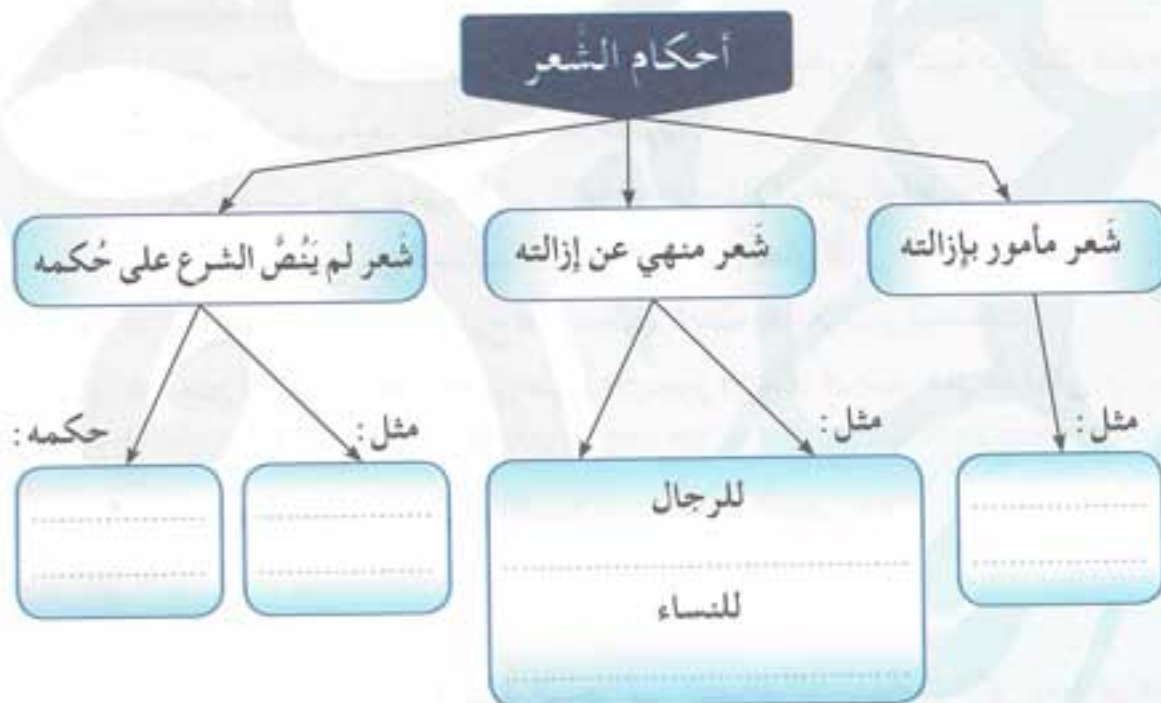 أحكام الشَّعر
شَعر مأمور بإزالته
شَعر منهي عن إزالته
شَعر لم يَنُصَّ الشرع على حُكمه
مثل:
مثل:
مثل:
حكمه:
للرجال
للنساء